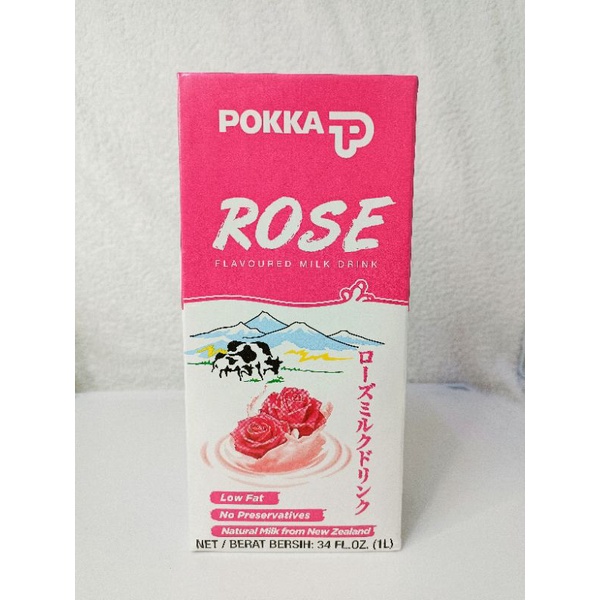 POKKA
ROSE
FLAVOURED MILK DRINK
ローズミルクドリンク
Low Fat
No Preservatives
Natural Milk from New Zealand
NET / BERAT BERSIH: 34 FL.OZ. (1L)